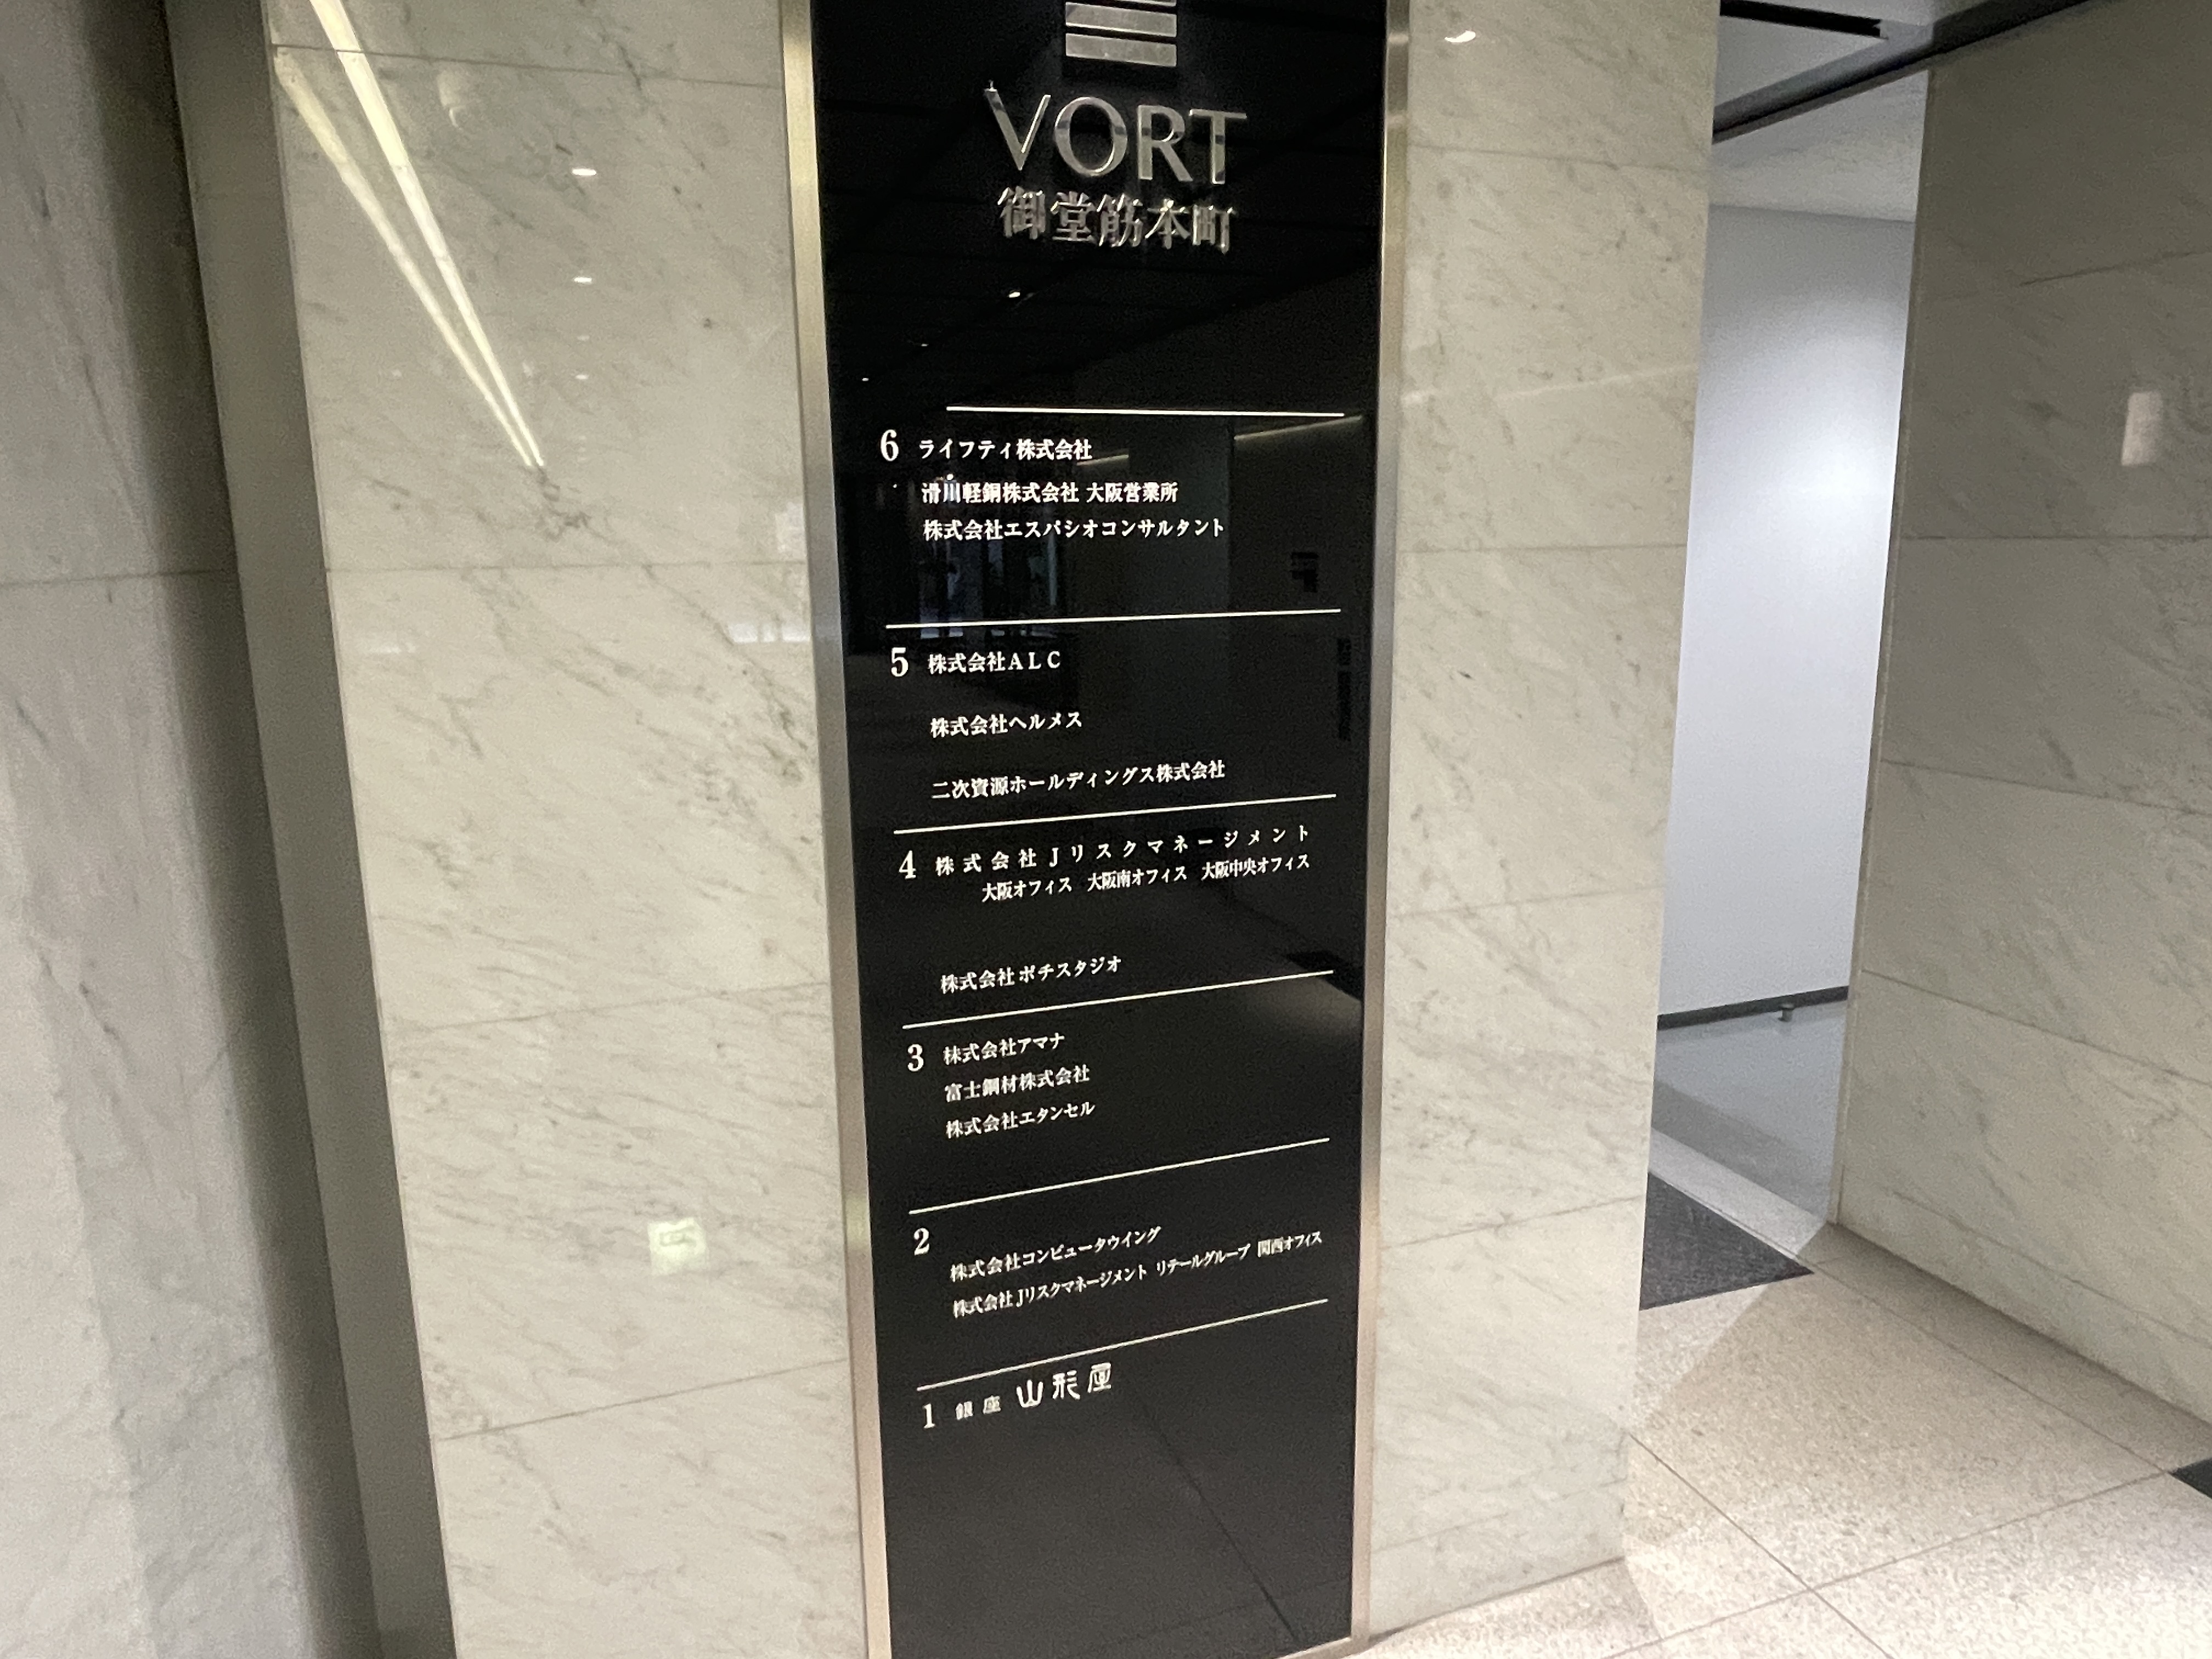 VORT
御堂筋本町
6 ライフティ株式会社
滑川軽銅株式会社 大阪営業所
株式会社エスパシオコンサルタント
5 株式会社ALC
株式会社ヘルメス
二次資源ホールディングス株式会社
4 株式会社Jリスクマネージメント
大阪オフィス 大阪南オフィス 大阪中央オフィス
株式会社ポチスタジオ
3 株式会社アマナ
富士鋼材株式会社
株式会社エタンセル
2
株式会社コンピュータウイング
株式会社Jリスクマネージメント リテールグループ 関西オフィス
1 銀座 山形屋